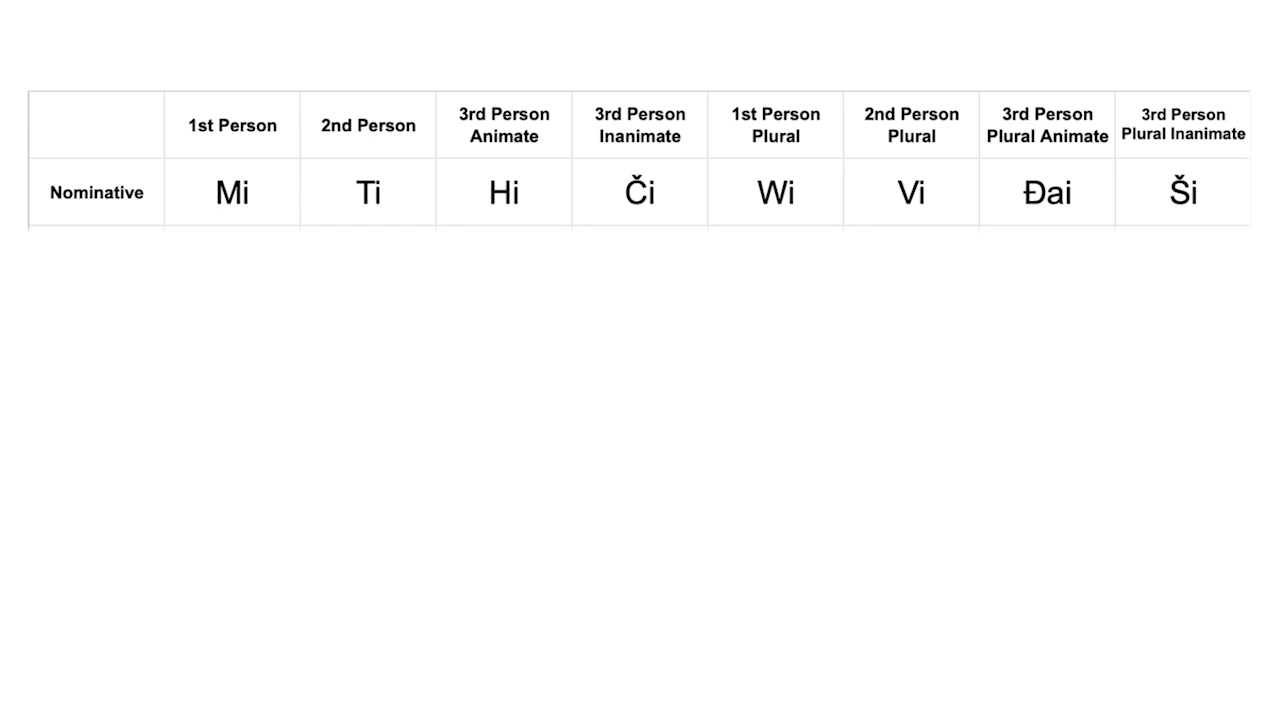 1st Person
2nd Person
3rd Person
Animate
3rd Person
Inanimate
1st Person
Plural
2nd Person
Plural
3rd Person
Plural Animate
3rd Person
Plural Inanimate
Nominative
Mi
Ti
Hi
Či
Wi
Vi
Đai
Ši